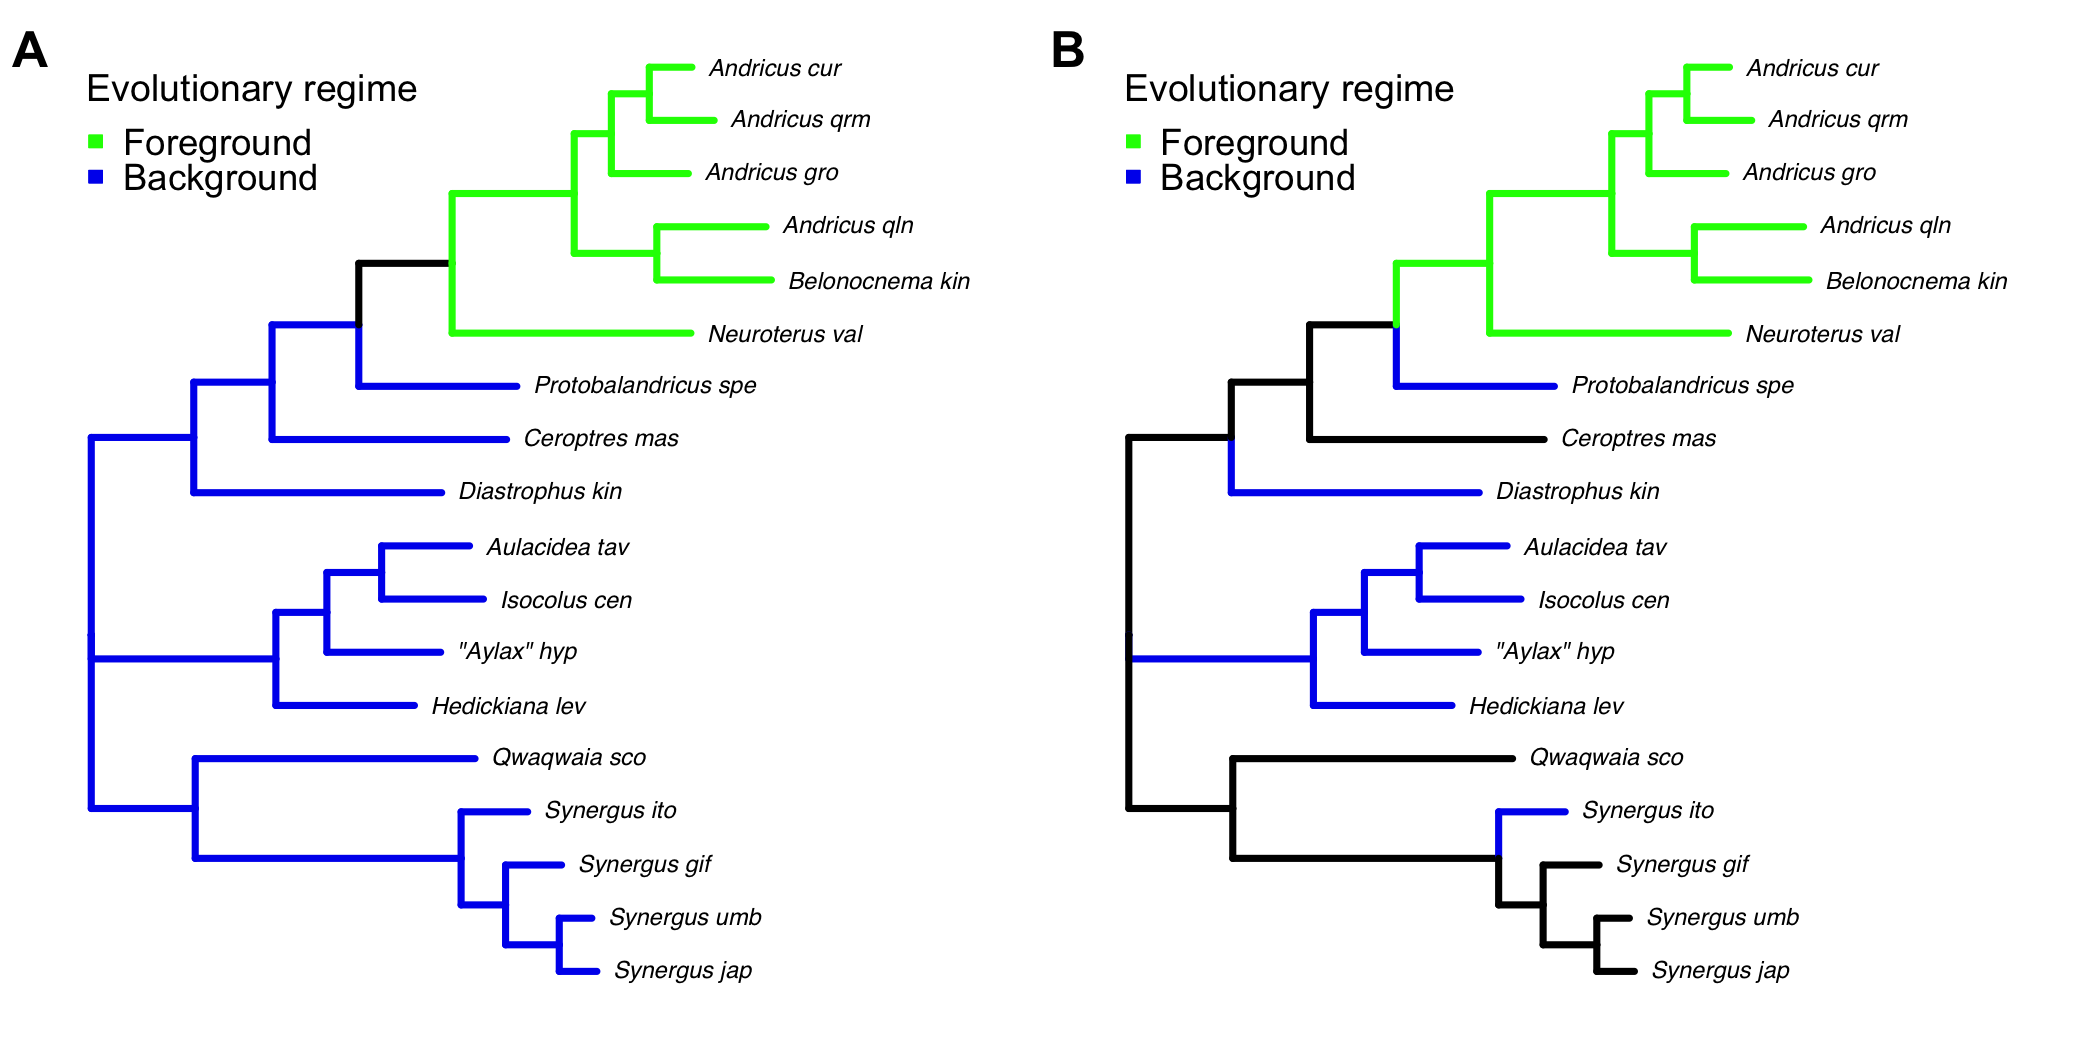 A
Evolutionary regime
Foreground
Background
Andricus cur
Andricus qrm
Andricus gro
Andricus qln
Belonocnema kin
Neuroterus val
Protobalandricus spe
Ceroptres mas
Diastrophus kin
Aulacidea tav
Isocolus cen
"Aylax" hyp
Hedickiana lev
Qwaqwaia sco
Synergus ito
Synergus gif
Synergus umb
Synergus jap
B
Evolutionary regime
Foreground
Background
Andricus cur
Andricus qrm
Andricus gro
Andricus qln
Belonocnema kin
Neuroterus val
Protobalandricus spe
Ceroptres mas
Diastrophus kin
Aulacidea tav
Isocolus cen
"Aylax" hyp
Hedickiana lev
Qwaqwaia sco
Synergus ito
Synergus gif
Synergus umb
Synergus jap